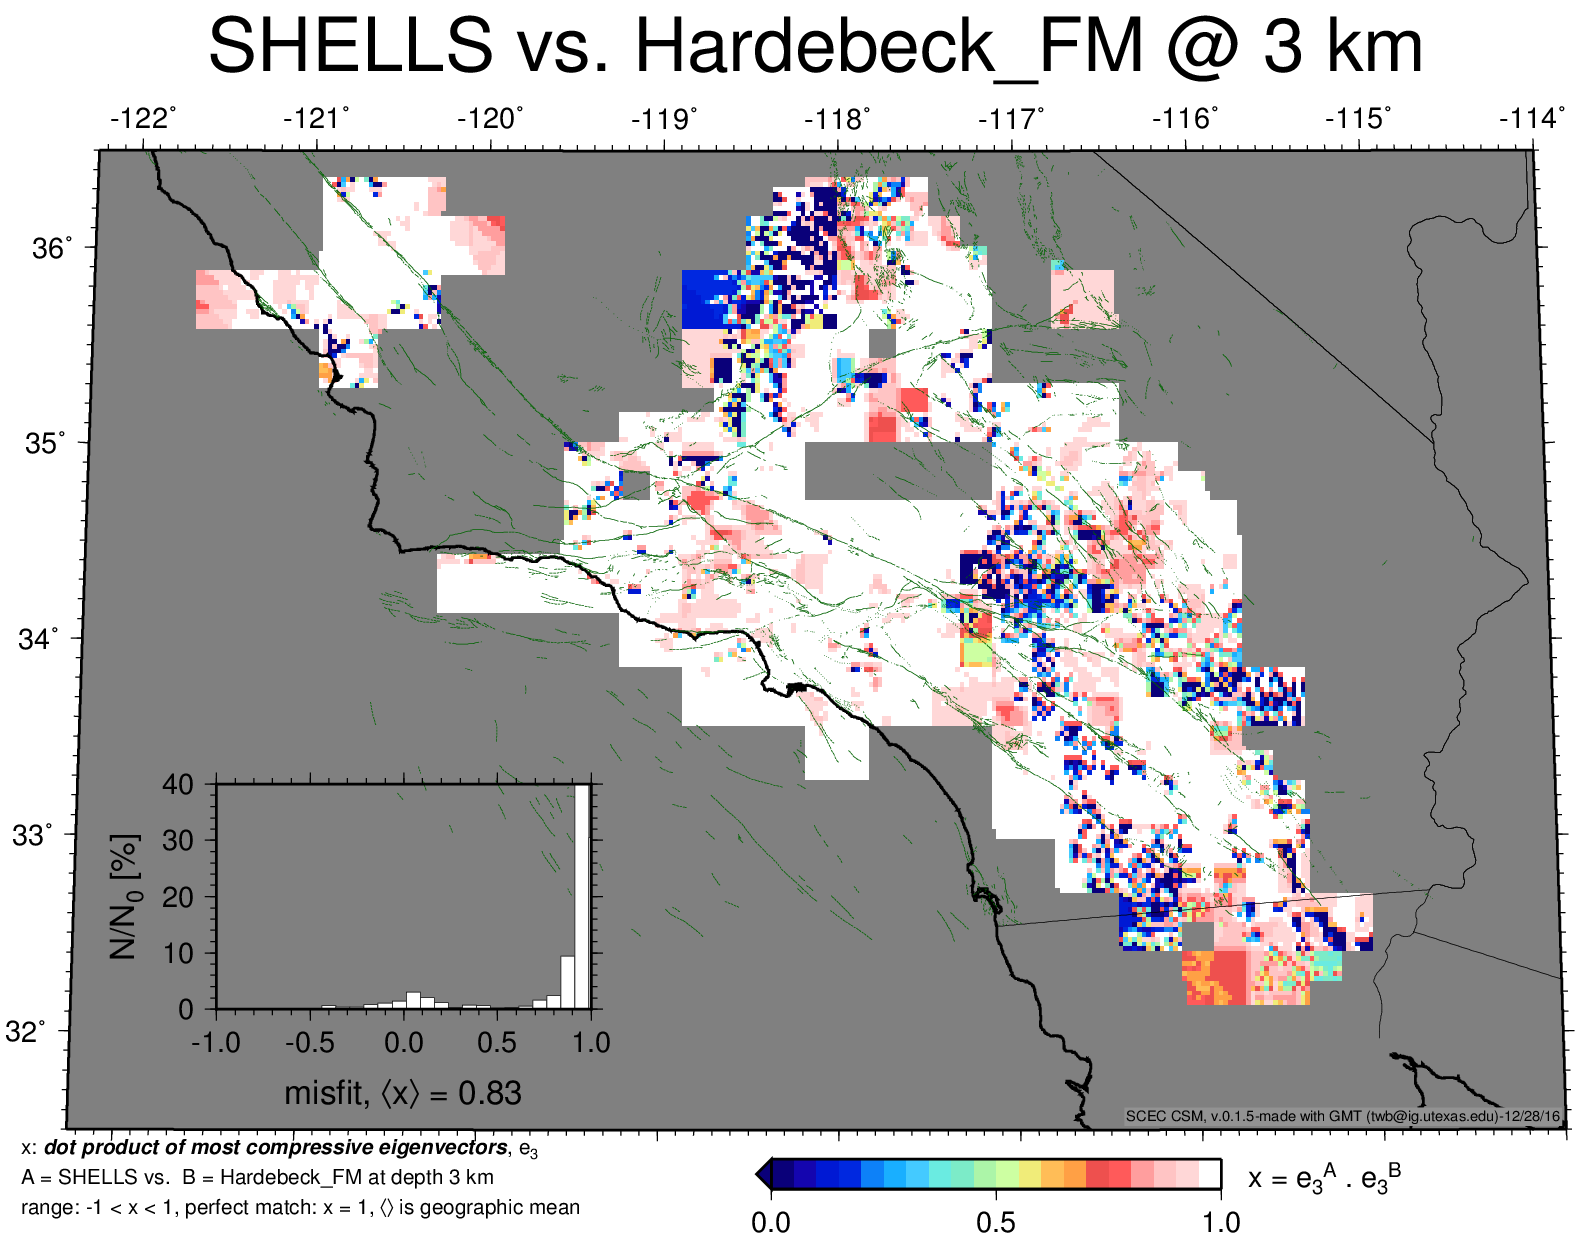 SHELLS vs. Hardebeck_FM @ 3 km
-122˚ -121˚ -120˚ -119˚ -118˚ -117˚ -116˚ -115˚ -114˚
36˚
35˚
34˚
33˚
32˚
40
30
20
10
0
N/N0 [%]
-1.0 -0.5 0.0 0.5 1.0
misfit, ⟨x⟩ = 0.83
SCEC CSM, v.0.1.5-made with GMT (twb@ig.utexas.edu)-12/28/16
x: dot product of most compressive eigenvectors, e3
A = SHELLS vs. B = Hardebeck_FM at depth 3 km
range: -1 < x < 1, perfect match: x = 1, ⟨⟩ is geographic mean
x = e3A . e3B
0.0 0.5 1.0